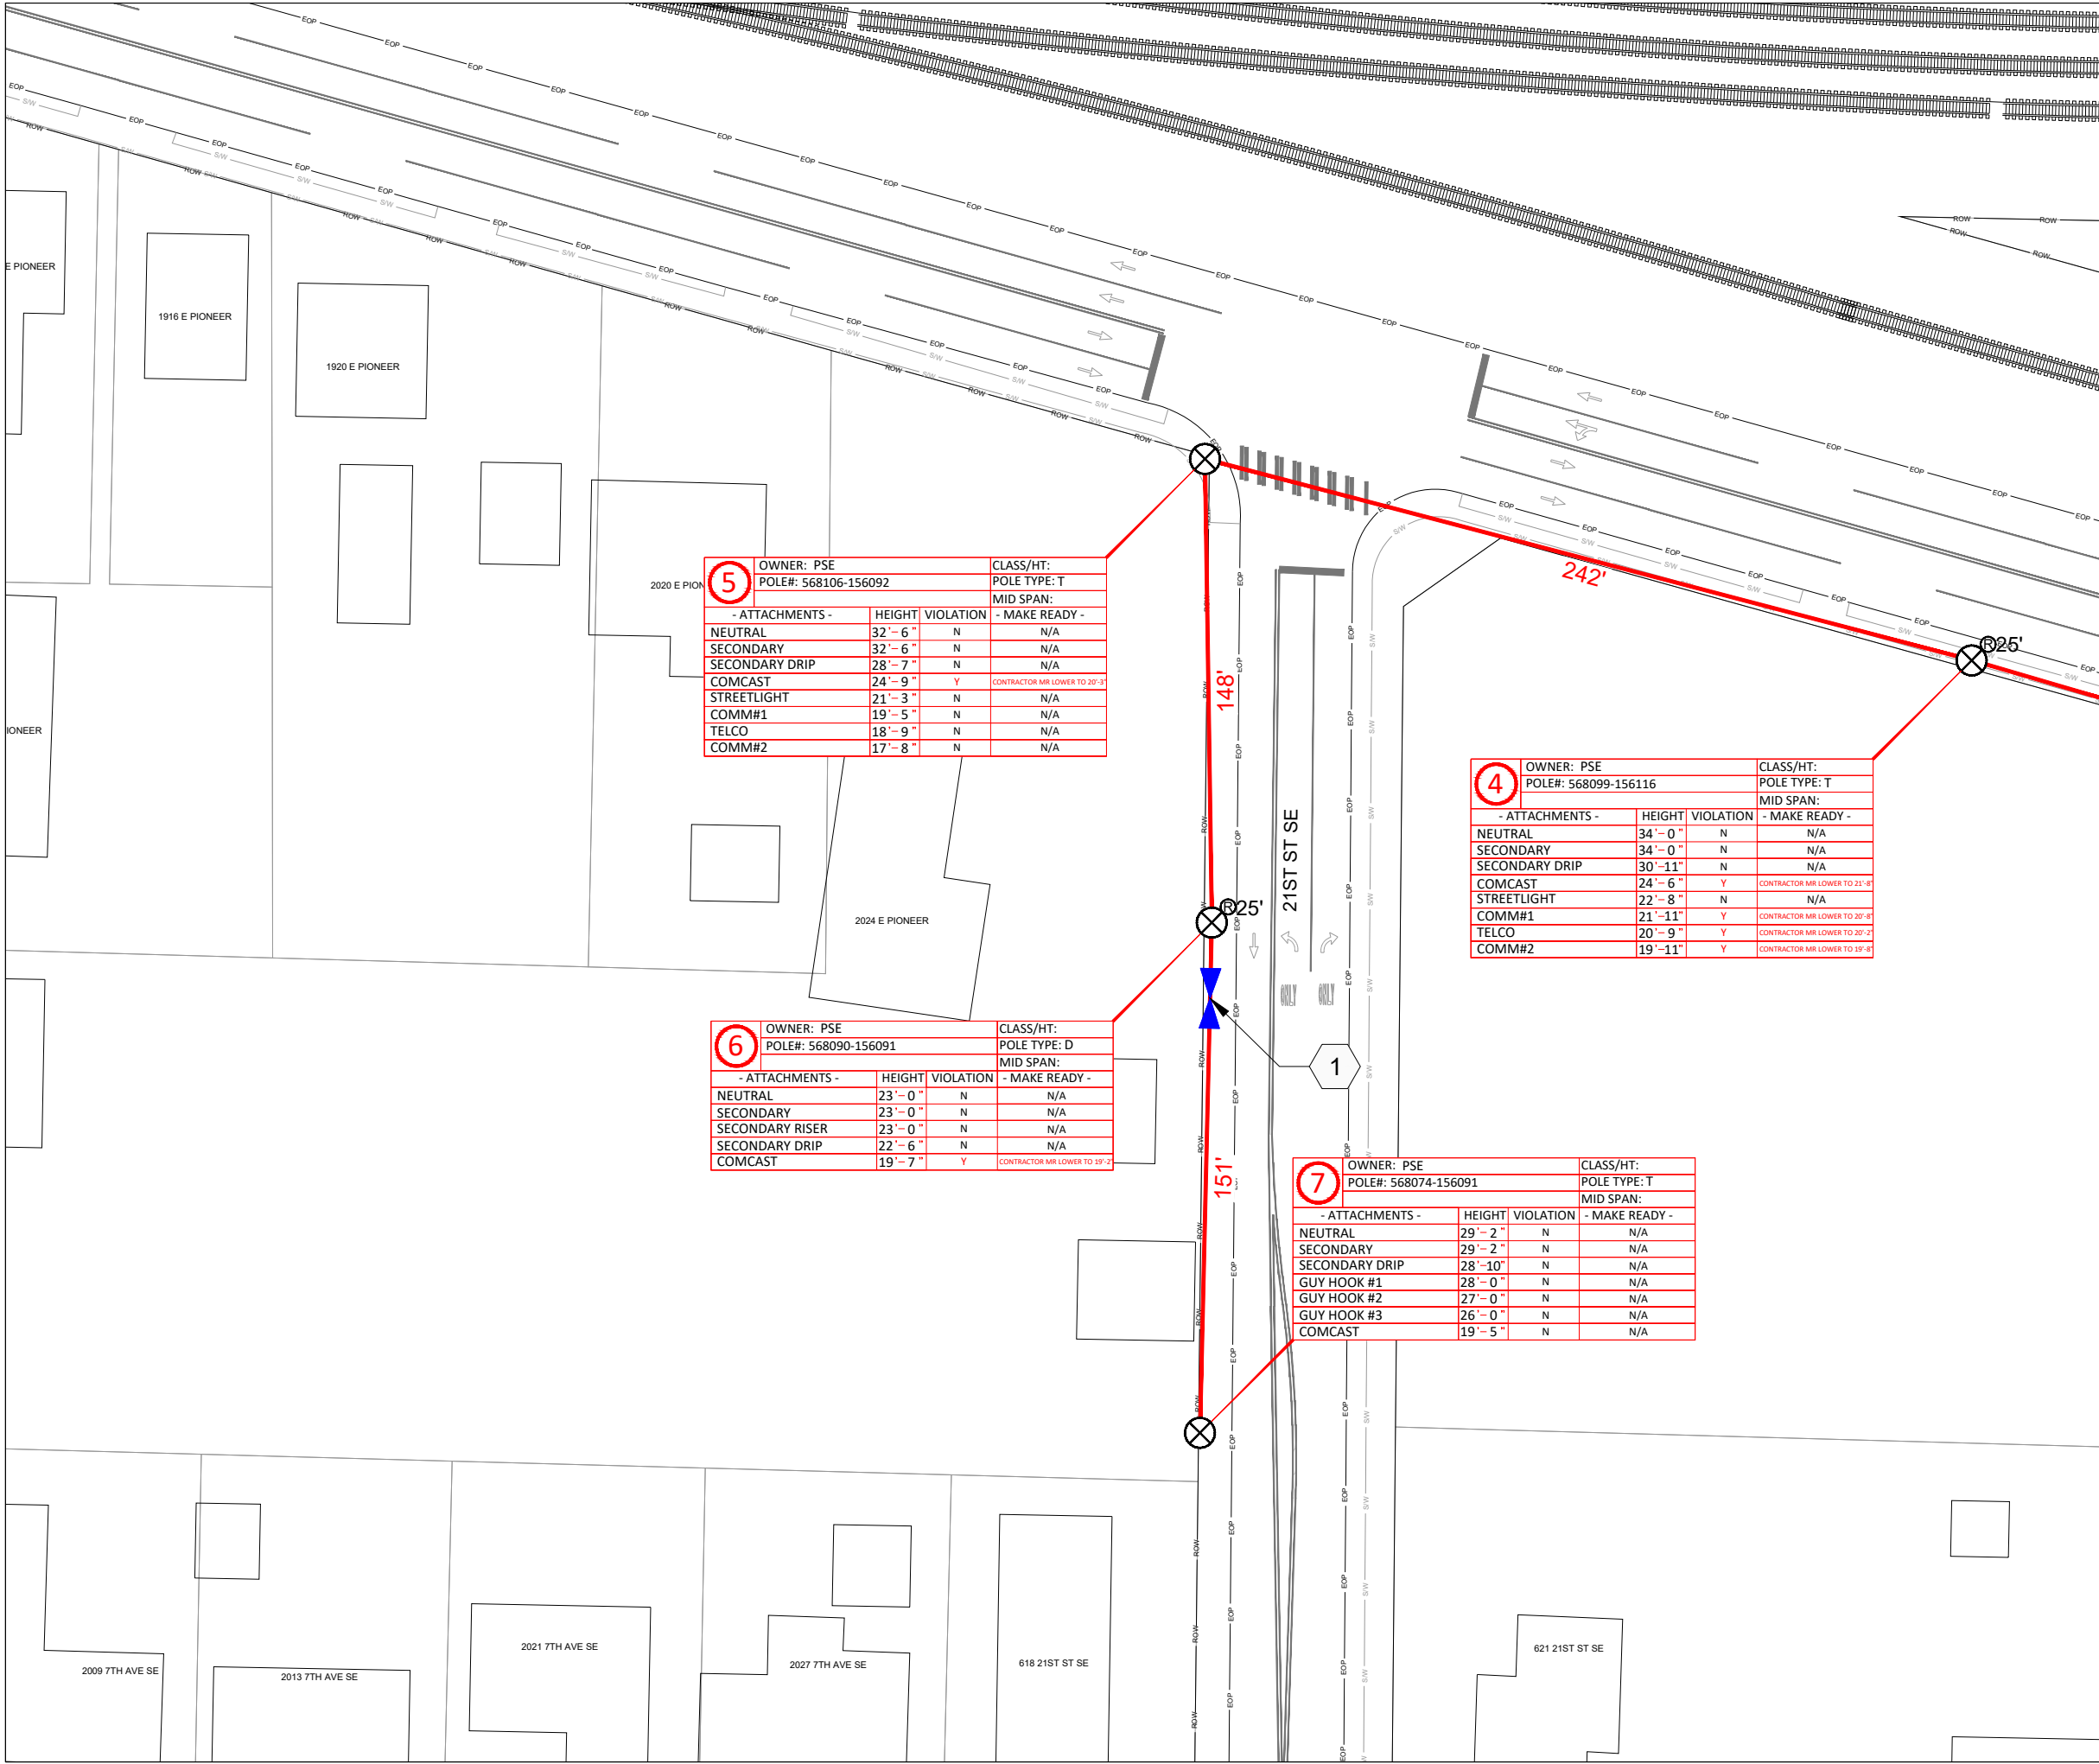 E PIONEER
1916 E PIONEER
1920 E PIONEER
2020 E PION
IONEER
2024 E PIONEER
5
OWNER: PSE CLASS/HT:
POLE#: 568106-156092 POLE TYPE: T
MID SPAN:
- ATTACHMENTS - HEIGHT VIOLATION - MAKE READY -
NEUTRAL 32'-6" N N/A
SECONDARY 32'-6" N N/A
SECONDARY DRIP 28'-7" N N/A
COMCAST 24'-9" Y CONTRACTOR MR LOWER TO 20'-3"
STREETLIGHT 21'-3" N N/A
COMM#1 19'-5" N N/A
TELCO 18'-9" N N/A
COMM#2 17'-8" N N/A
242'
®25'
148'
21ST ST SE
4
OWNER: PSE CLASS/HT:
POLE#: 568099-156116 POLE TYPE: T
MID SPAN:
- ATTACHMENTS - HEIGHT VIOLATION - MAKE READY -
NEUTRAL 34'-0" N N/A
SECONDARY 34'-0" N N/A
SECONDARY DRIP 30'-11" N N/A
COMCAST 24'-6" Y CONTRACTOR MR LOWER TO 21'-8"
STREETLIGHT 22'-8" N N/A
COMM#1 21'-11" Y CONTRACTOR MR LOWER TO 20'-8"
TELCO 20'-9" Y CONTRACTOR MR LOWER TO 20'-2"
COMM#2 19'-11" Y CONTRACTOR MR LOWER TO 19'-8"
®25'
ONLY ONLY
1
6
OWNER: PSE CLASS/HT:
POLE#: 568090-156091 POLE TYPE: D
MID SPAN:
- ATTACHMENTS - HEIGHT VIOLATION - MAKE READY -
NEUTRAL 23'-0" N N/A
SECONDARY 23'-0" N N/A
SECONDARY RISER 23'-0" N N/A
SECONDARY DRIP 22'-6" N N/A
COMCAST 19'-7" Y CONTRACTOR MR LOWER TO 19'-2"
151'
7
OWNER: PSE CLASS/HT:
POLE#: 568074-156091 POLE TYPE: T
MID SPAN:
- ATTACHMENTS - HEIGHT VIOLATION - MAKE READY -
NEUTRAL 29'-2" N N/A
SECONDARY 29'-2" N N/A
SECONDARY DRIP 28'-10" N N/A
GUY HOOK #1 28'-0" N N/A
GUY HOOK #2 27'-0" N N/A
GUY HOOK #3 26'-0" N N/A
COMCAST 19'-5" N N/A
2009 7TH AVE SE
2013 7TH AVE SE
2021 7TH AVE SE
2027 7TH AVE SE
618 21ST ST SE
621 21ST ST SE
EOP
S/W
ROW